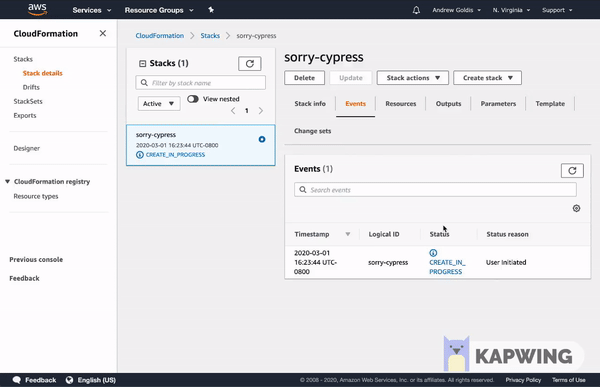 aws
Services
Resource Groups
Andrew Goldis
N. Virginia
Support
CloudFormation
Stacks
Stack details
Drifts
StackSets
Exports
Designer
CloudFormation registry
Resource types
Previous console
Feedback
CloudFormation
Stacks
sorry-cypress
Stacks (1)
Filter by stack name
Active
View nested
1
sorry-cypress
2020-03-01 16:23:44 UTC-0800
CREATE_IN_PROGRESS
sorry-cypress
Delete
Update
Stack actions
Create stack
Stack info
Events
Resources
Outputs
Parameters
Template
Change sets
Events (1)
Search events
Timestamp
Logical ID
Status
Status reason
2020-03-01
16:23:44 UTC-
0800
sorry-cypress
CREATE_IN_
PROGRESS
User Initiated
KAPWING
Feedback
English (US)
© 2008 - 2020, Amazon Web Services, Inc. or its affiliates. All rights reserved.
Privacy Policy
Terms of Use